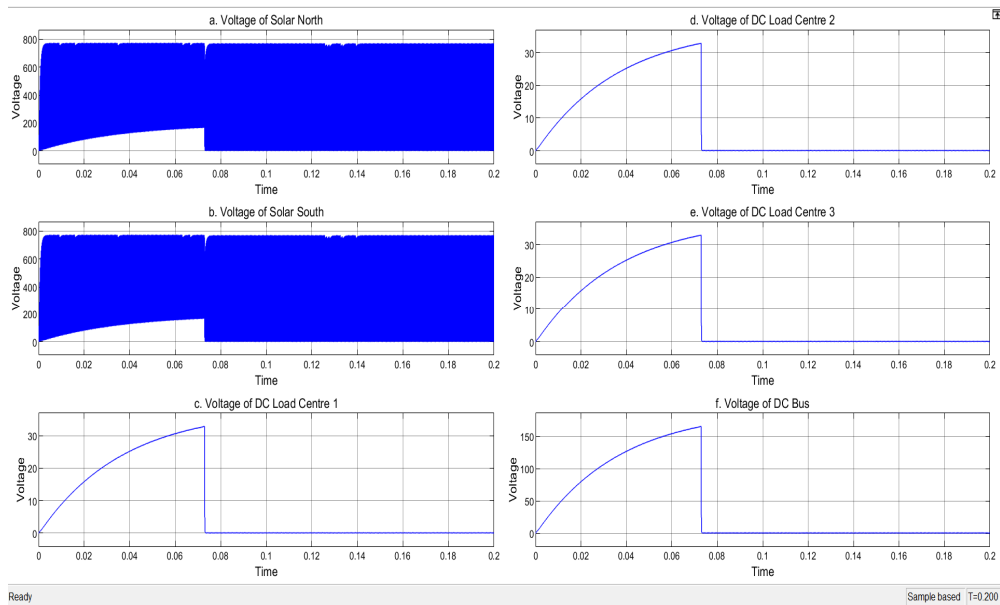 a. Voltage of Solar North
Voltage
800
600
400
200
0
0 0.02 0.04 0.06 0.08 0.1 0.12 0.14 0.16 0.18 0.2
Time
b. Voltage of Solar South
Voltage
800
600
400
200
0
0 0.02 0.04 0.06 0.08 0.1 0.12 0.14 0.16 0.18 0.2
Time
c. Voltage of DC Load Centre 1
Voltage
30
20
10
0
0 0.02 0.04 0.06 0.08 0.1 0.12 0.14 0.16 0.18 0.2
Time
d. Voltage of DC Load Centre 2
Voltage
30
20
10
0
0 0.02 0.04 0.06 0.08 0.1 0.12 0.14 0.16 0.18 0.2
Time
e. Voltage of DC Load Centre 3
Voltage
30
20
10
0
0 0.02 0.04 0.06 0.08 0.1 0.12 0.14 0.16 0.18 0.2
Time
f. Voltage of DC Bus
Voltage
150
100
50
0
0 0.02 0.04 0.06 0.08 0.1 0.12 0.14 0.16 0.18 0.2
Time
Ready
Sample based T=0.200